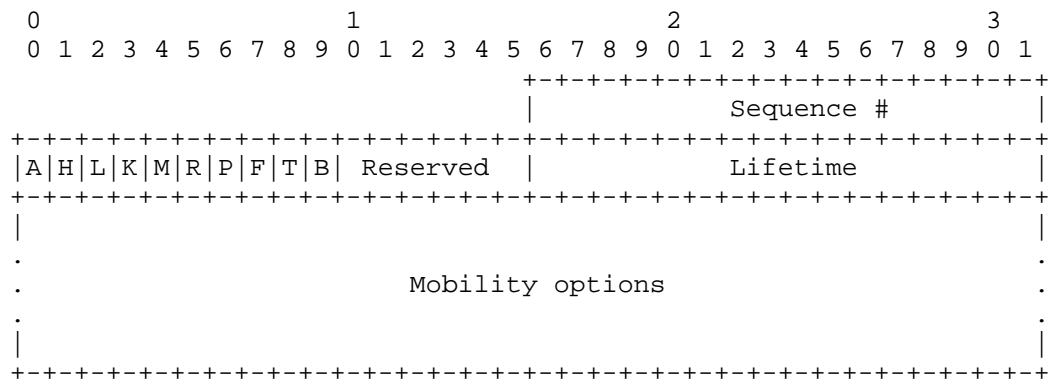 0                   1                   2                   3
 0 1 2 3 4 5 6 7 8 9 0 1 2 3 4 5 6 7 8 9 0 1 2 3 4 5 6 7 8 9 0 1
                                +-+-+-+-+-+-+-+-+-+-+-+-+-+-+-+-+
                                |          Sequence #           |
+-+-+-+-+-+-+-+-+-+-+-+-+-+-+-+-+-+-+-+-+-+-+-+-+-+-+-+-+-+-+-+-+
|A|H|L|K|M|R|P|F|T|B| Reserved  |           Lifetime            |
+-+-+-+-+-+-+-+-+-+-+-+-+-+-+-+-+-+-+-+-+-+-+-+-+-+-+-+-+-+-+-+-+
|                                                               |
.                                                               .
.                        Mobility options                       .
.                                                               .
|                                                               |
+-+-+-+-+-+-+-+-+-+-+-+-+-+-+-+-+-+-+-+-+-+-+-+-+-+-+-+-+-+-+-+-+